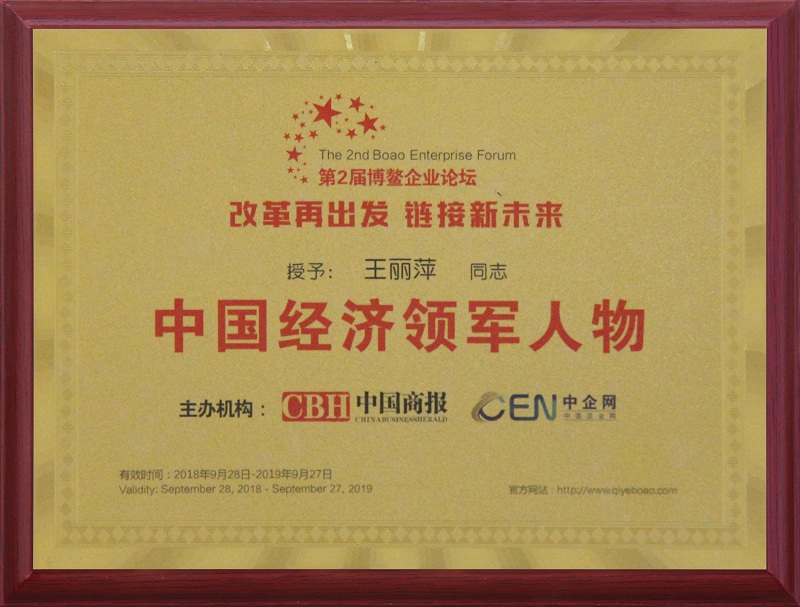 The 2nd Boao Enterprise Forum
第2届博鳌企业论坛
改革再出发 链接新未来
授予： 王丽萍 同志
中国经济领军人物
主办机构： CBH 中国商报 CHINABUSINESSHERALD CEN 中企网
有效时间：2018年9月28日-2019年9月27日
Validity: September 28, 2018 - September 27, 2019
官方网站：http://www.qiyeboao.com